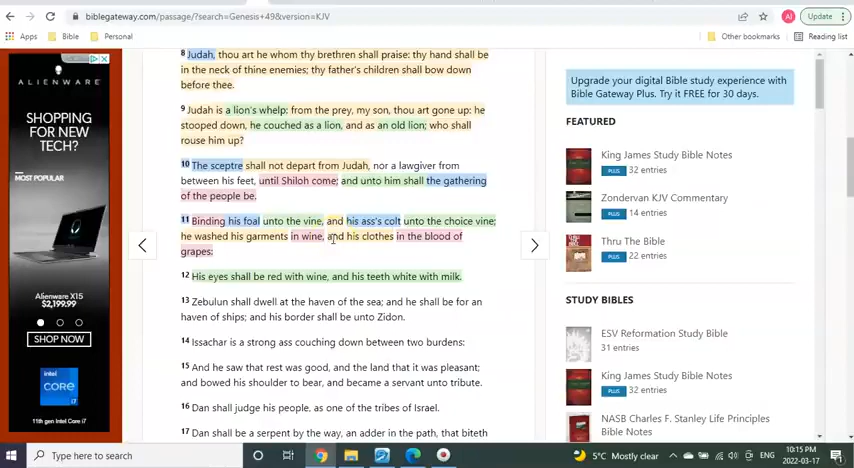 biblegateway.com/passage/?search=Genesis+49&version=KJV
Update
Apps
Bible
Personal
Other bookmarks
Reading list
ALIENWARE
SHOPPING
FOR NEW
TECH?
MOST POPULAR
Alienware X15
$2,199.99
SHOP NOW
intel
CORE
i7
11th gen Intel Core i7
8 Judah, thou art he whom thy brethren shall praise: thy hand shall be
in the neck of thine enemies; thy father's children shall bow down
before thee.
9 Judah is a lion's whelp: from the prey, my son, thou art gone up: he
stooped down, he couched as a lion, and as an old lion; who shall
rouse him up?
10 The sceptre shall not depart from Judah, nor a lawgiver from
between his feet, until Shiloh come; and unto him shall the gathering
of the people be.
11 Binding his foal unto the vine, and his ass's colt unto the choice vine;
he washed his garments in wine, and his clothes in the blood of
grapes:
12 His eyes shall be red with wine, and his teeth white with milk.
13 Zebulun shall dwell at the haven of the sea; and he shall be for an
haven of ships; and his border shall be unto Zidon.
14 Issachar is a strong ass couching down between two burdens:
15 And he saw that rest was good, and the land that it was pleasant;
and bowed his shoulder to bear, and became a servant unto tribute.
16 Dan shall judge his people, as one of the tribes of Israel.
17 Dan shall be a serpent by the way, an adder in the path, that biteth
Upgrade your digital Bible study experience with
Bible Gateway Plus. Try it FREE for 30 days.
FEATURED
King James Study Bible Notes
PLUS 32 entries
Zondervan KJV Commentary
PLUS 14 entries
Thru The Bible
PLUS 22 entries
STUDY BIBLES
ESV Reformation Study Bible
31 entries
King James Study Bible Notes
PLUS 32 entries
NASB Charles F. Stanley Life Principles
Bible Notes
Type here to search
5°C Mostly clear
ENG
10:15 PM
2022-03-17